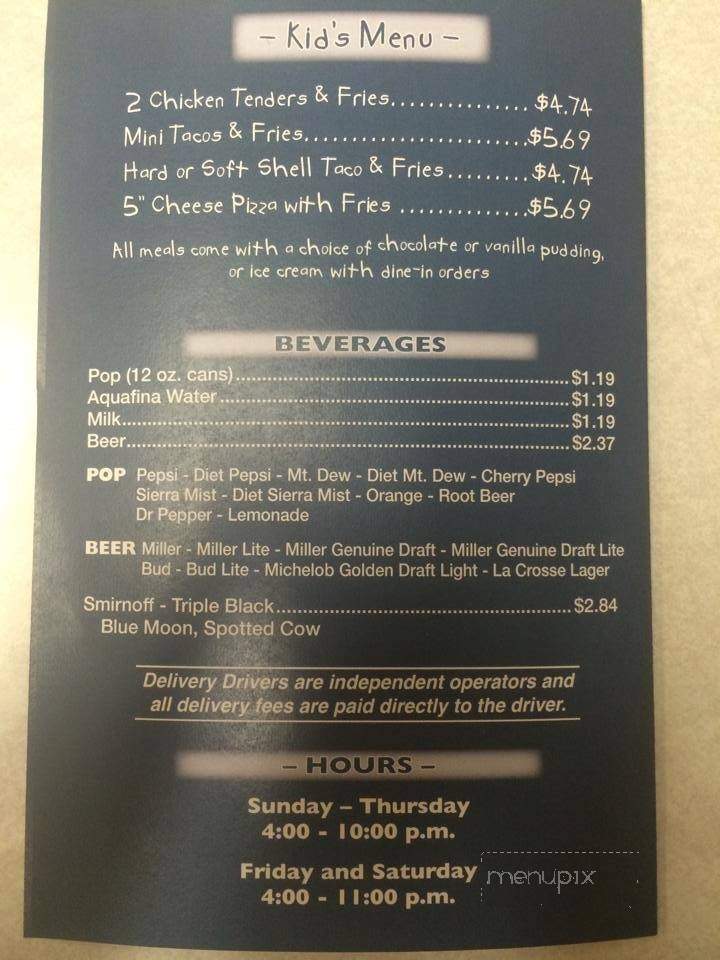 – Kid's Menu –
2 Chicken Tenders & Fries................ $4.74
Mini Tacos & Fries..........................$5.69
Hard or Soft Shell Taco & Fries.........$4.74
5" Cheese Pizza with Fries ...............$5.69
All meals come with a choice of chocolate or vanilla pudding,
or ice cream with dine-in orders
BEVERAGES
Pop (12 oz. cans)..................................................................$1.19
Aquafina Water.....................................................................$1.19
Milk........................................................................................$1.19
Beer.......................................................................................$2.37
POP Pepsi - Diet Pepsi - Mt. Dew - Diet Mt. Dew - Cherry Pepsi
Sierra Mist - Diet Sierra Mist - Orange - Root Beer
Dr Pepper - Lemonade
BEER Miller - Miller Lite - Miller Genuine Draft - Miller Genuine Draft Lite
Bud - Bud Lite - Michelob Golden Draft Light - La Crosse Lager
Smirnoff - Triple Black..........................................................$2.84
Blue Moon, Spotted Cow
Delivery Drivers are independent operators and
all delivery fees are paid directly to the driver.
– HOURS –
Sunday – Thursday
4:00 - 10:00 p.m.
Friday and Saturday
4:00 - 11:00 p.m.
menupix